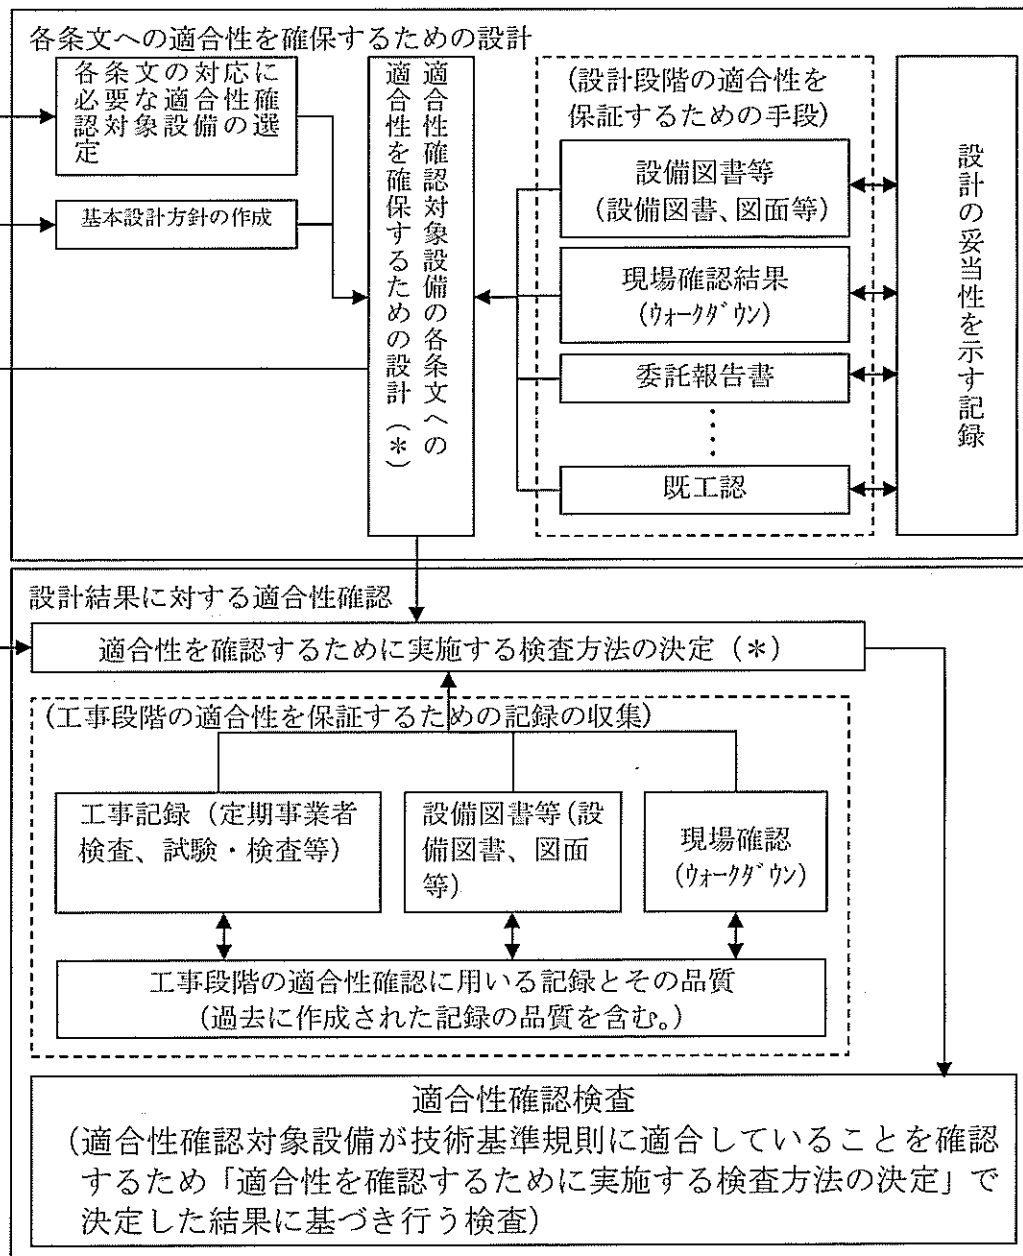 各条文への適合性を確保するための設計
各条文の対応に
必要な適合性確
認対象設備の選
定
基本設計方針の作成
適合性確認対象設備の各条文への
適合性を確保するための設計（＊）
(設計段階の適合性を
保証するための手段)
設備図書等
(設備図書、図面等)
現場確認結果
(ｳｫｰｸﾀﾞｳﾝ)
委託報告書
既工認
設計の妥当性を示す記録
設計結果に対する適合性確認
適合性を確認するために実施する検査方法の決定（＊）
(工事段階の適合性を保証するための記録の収集)
工事記録（定期事業者
検査、試験・検査等）
設備図書等(設
備図書、図面
等)
現場確認
(ｳｫｰｸﾀﾞｳﾝ)
工事段階の適合性確認に用いる記録とその品質
(過去に作成された記録の品質を含む。)
適合性確認検査
(適合性確認対象設備が技術基準規則に適合していることを確認
するため「適合性を確認するために実施する検査方法の決定」で
決定した結果に基づき行う検査)